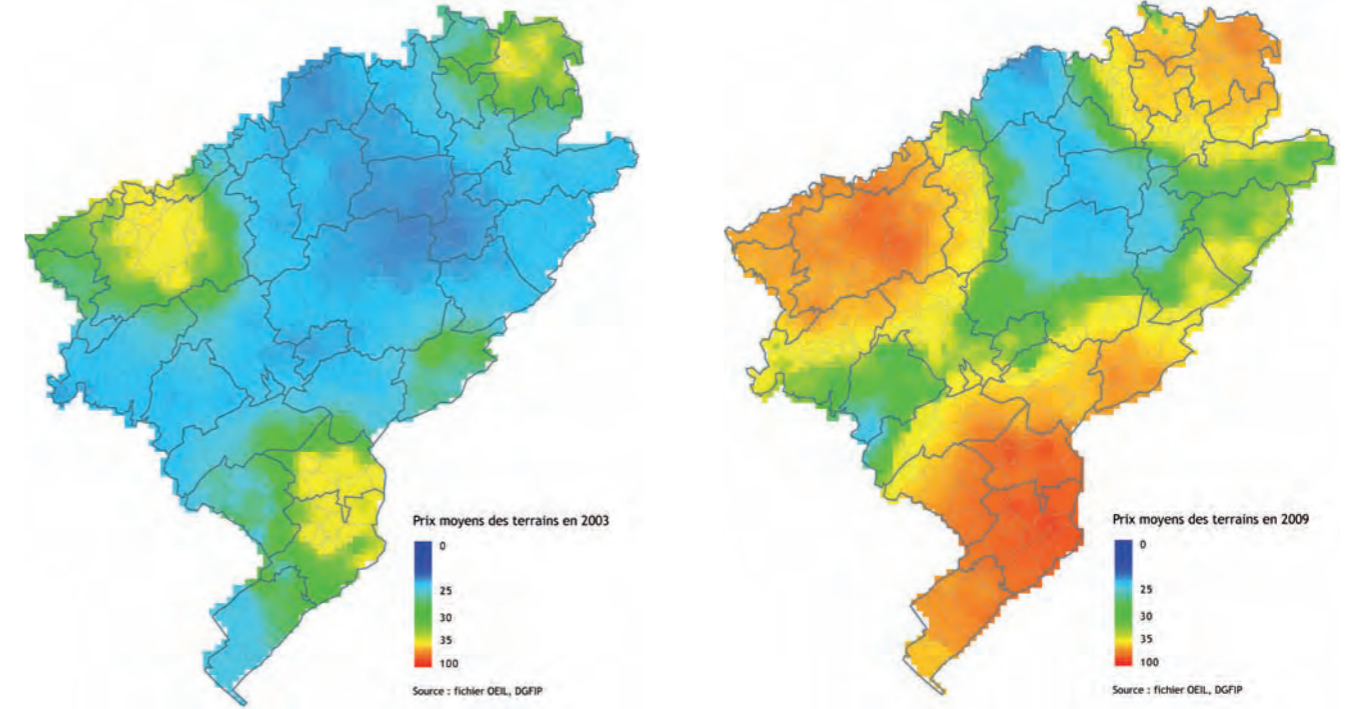 Prix moyens des terrains en 2003
0
25
30
35
100
Source : fichier OEIL, DGFIP
Prix moyens des terrains en 2009
0
25
30
35
100
Source : fichier OEIL, DGFIP